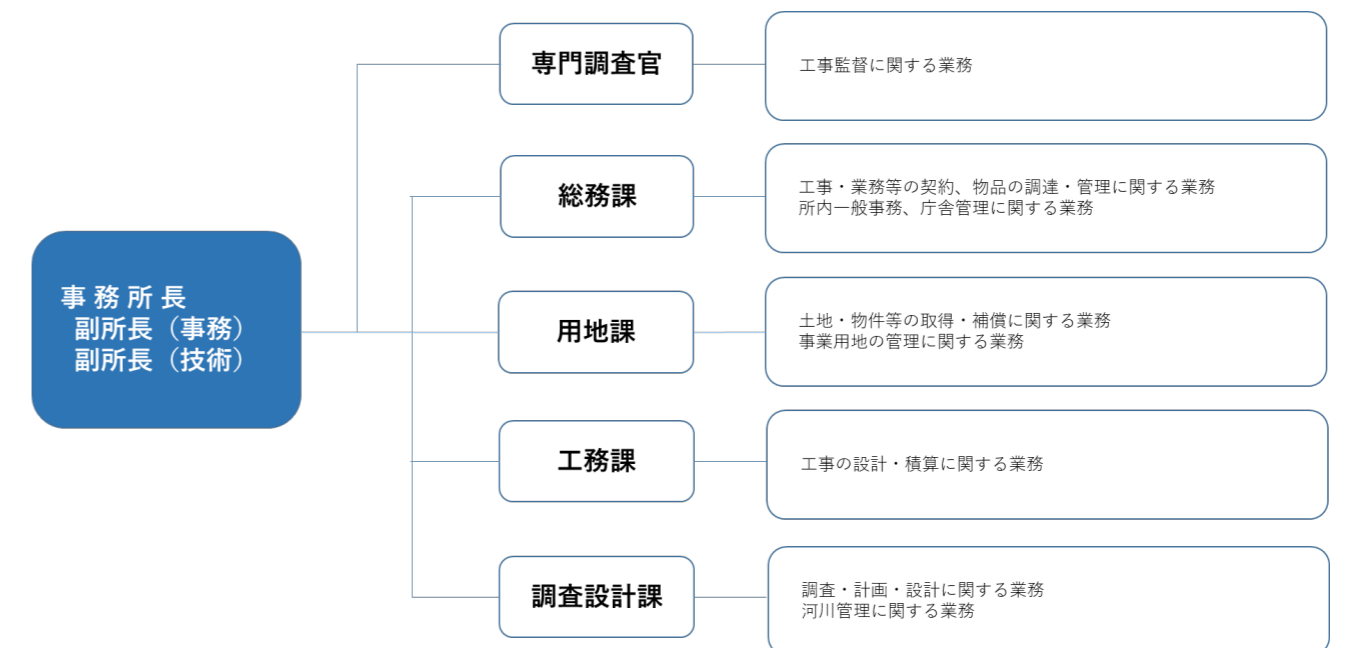 事務所長
副所長（事務）
副所長（技術）
専門調査官
工事監督に関する業務
総務課
工事・業務等の契約、物品の調達・管理に関する業務
所内一般事務、庁舎管理に関する業務
用地課
土地・物件等の取得・補償に関する業務
事業用地の管理に関する業務
工務課
工事の設計・積算に関する業務
調査設計課
調査・計画・設計に関する業務
河川管理に関する業務